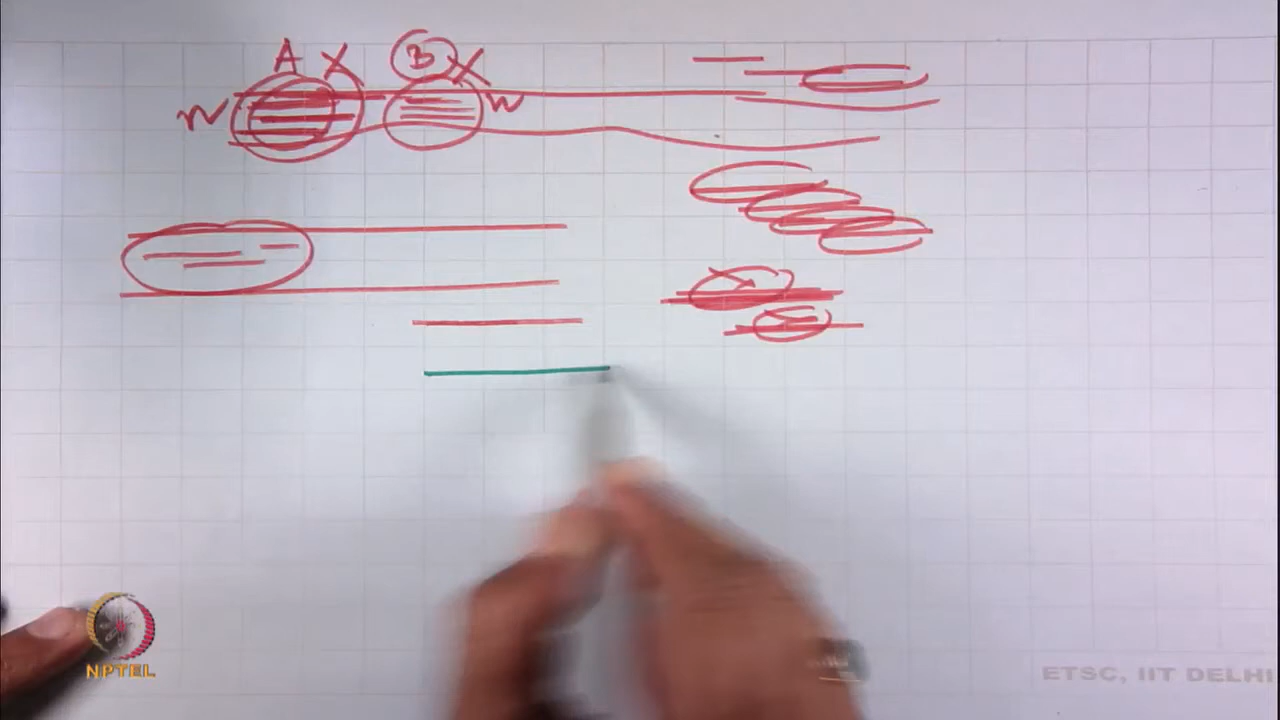 A X B X
W W
NPTEL
ETSC, IIT DELHI